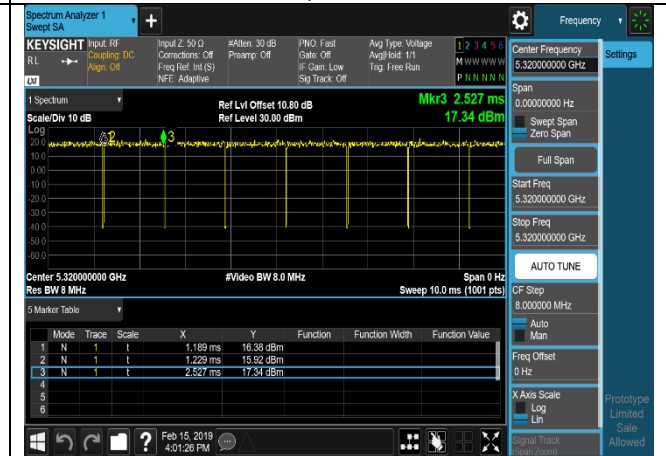 Spectrum Analyzer 1
Swept SA
+
Frequency
KEYSIGHT
RL
Input: RF
Coupling: DC
Align: Off
Input Z: 50 Ω
Corrections: Off
Freq Ref: Int (S)
NFE: Adaptive
#Atten: 30 dB
Preamp: Off
PNO: Fast
Gate: Off
IF Gain: Low
Sig Track: Off
Avg Type: Voltage
Avg|Hold: 1/1
Trig: Free Run
1 2 3 4 5 6
M W W W W W
P N N N N N
1 Spectrum
Scale/Div 10 dB
Ref Lvl Offset 10.80 dB
Ref Level 30.00 dBm
Mkr3 2.527 ms
17.34 dBm
Log
20.0
10.0
0.00
-10.0
-20.0
-30.0
-40.0
-50.0
-60.0
2
3
Center 5.320000000 GHz
Res BW 8 MHz
#Video BW 8.0 MHz
Span 0 Hz
Sweep 10.0 ms (1001 pts)
5 Marker Table
Mode Trace Scale X Y Function Function Width Function Value
1 N 1 t 1.189 ms 16.38 dBm
2 N 1 t 1.229 ms 15.92 dBm
3 N 1 t 2.527 ms 17.34 dBm
4
5
6
?
Feb 15, 2019
4:01:26 PM
Center Frequency
5.320000000 GHz
Settings
Span
0.00000000 Hz
Swept Span
Zero Span
Full Span
Start Freq
5.320000000 GHz
Stop Freq
5.320000000 GHz
AUTO TUNE
CF Step
8.000000 MHz
Auto
Man
Freq Offset
0 Hz
X Axis Scale
Log
Lin
Signal Track
(Span Zoom)
Prototype
Limited
Sale
Allowed